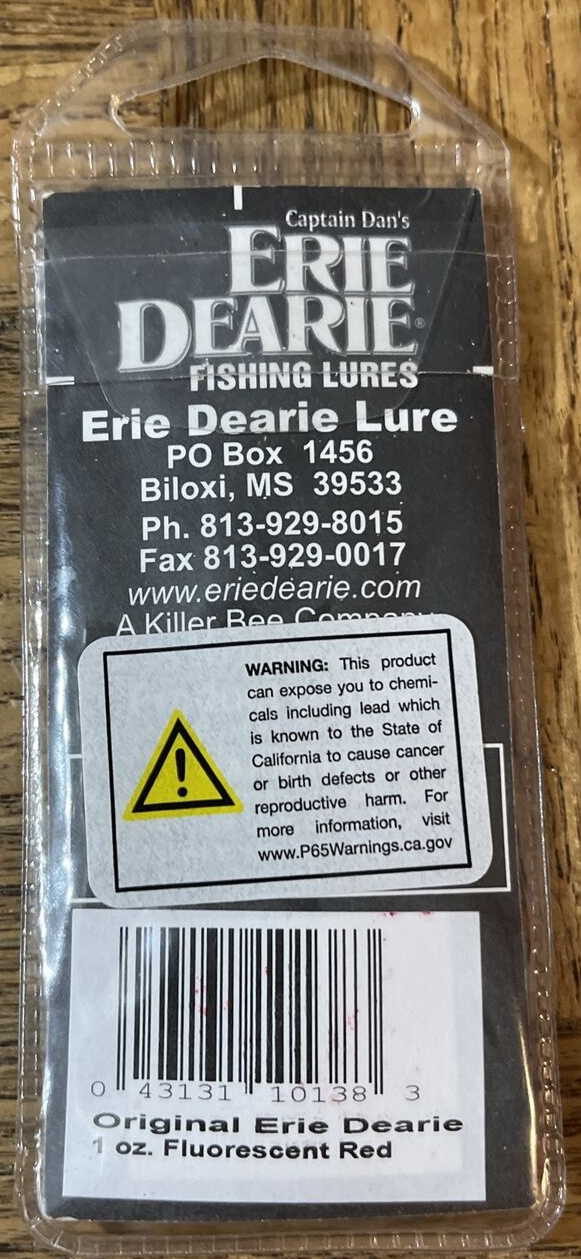 Captain Dan's
ERIE
DEARIE®
FISHING LURES
Erie Dearie Lure
PO Box 1456
Biloxi, MS 39533
Ph. 813-929-8015
Fax 813-929-0017
www.eriedearie.com
A Killer Bee Company
WARNING: This product
can expose you to chemi-
cals including lead which
is known to the State of
California to cause cancer
or birth defects or other
reproductive harm. For
more information, visit
www.P65Warnings.ca.gov
0 43131 10138 3
Original Erie Dearie
1 oz. Fluorescent Red